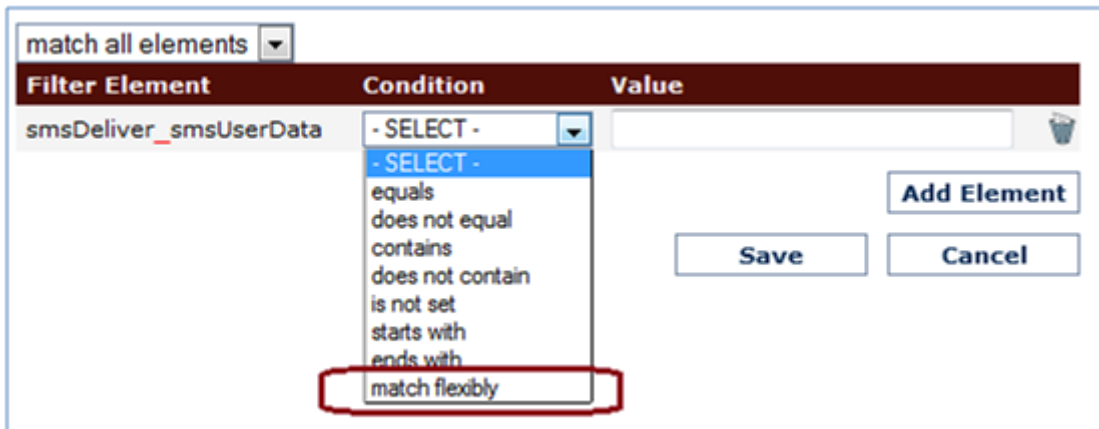 match all elements
Filter Element Condition Value
smsDeliver_smsUserData - SELECT -
- SELECT -
equals
does not equal
contains
does not contain
is not set
starts with
ends with
match flexibly
Add Element
Save Cancel